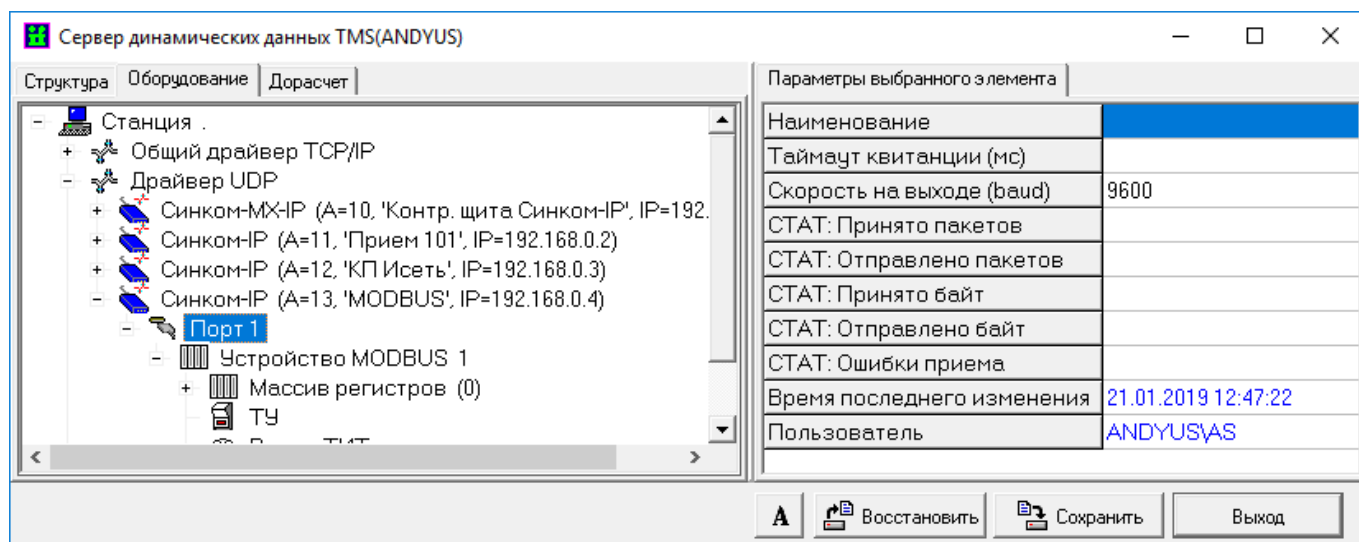 Сервер динамических данных TMS(ANDYUS)
Структура Оборудование Дорасчет
Станция .
Общий драйвер TCP/IP
Драйвер UDP
Синком-MX-IP (A=10, 'Контр. щита Синком-IP', IP=192.
Синком-IP (A=11, 'Прием 101', IP=192.168.0.2)
Синком-IP (A=12, 'КП Исеть', IP=192.168.0.3)
Синком-IP (A=13, 'MODBUS', IP=192.168.0.4)
Порт 1
Устройство MODBUS 1
Массив регистров (0)
ТУ
Параметры выбранного элемента
Наименование
Таймаут квитанции (мс)
Скорость на выходе (baud) 9600
СТАТ: Принято пакетов
СТАТ: Отправлено пакетов
СТАТ: Принято байт
СТАТ: Отправлено байт
СТАТ: Ошибки приема
Время последнего изменения 21.01.2019 12:47:22
Пользователь ANDYUS\AS
A Восстановить Сохранить Выход